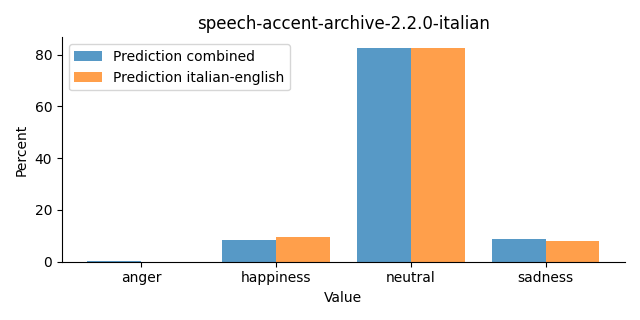 speech-accent-archive-2.2.0-italian
Prediction combined
Prediction italian-english
Percent
80
60
40
20
0
anger happiness neutral sadness
Value